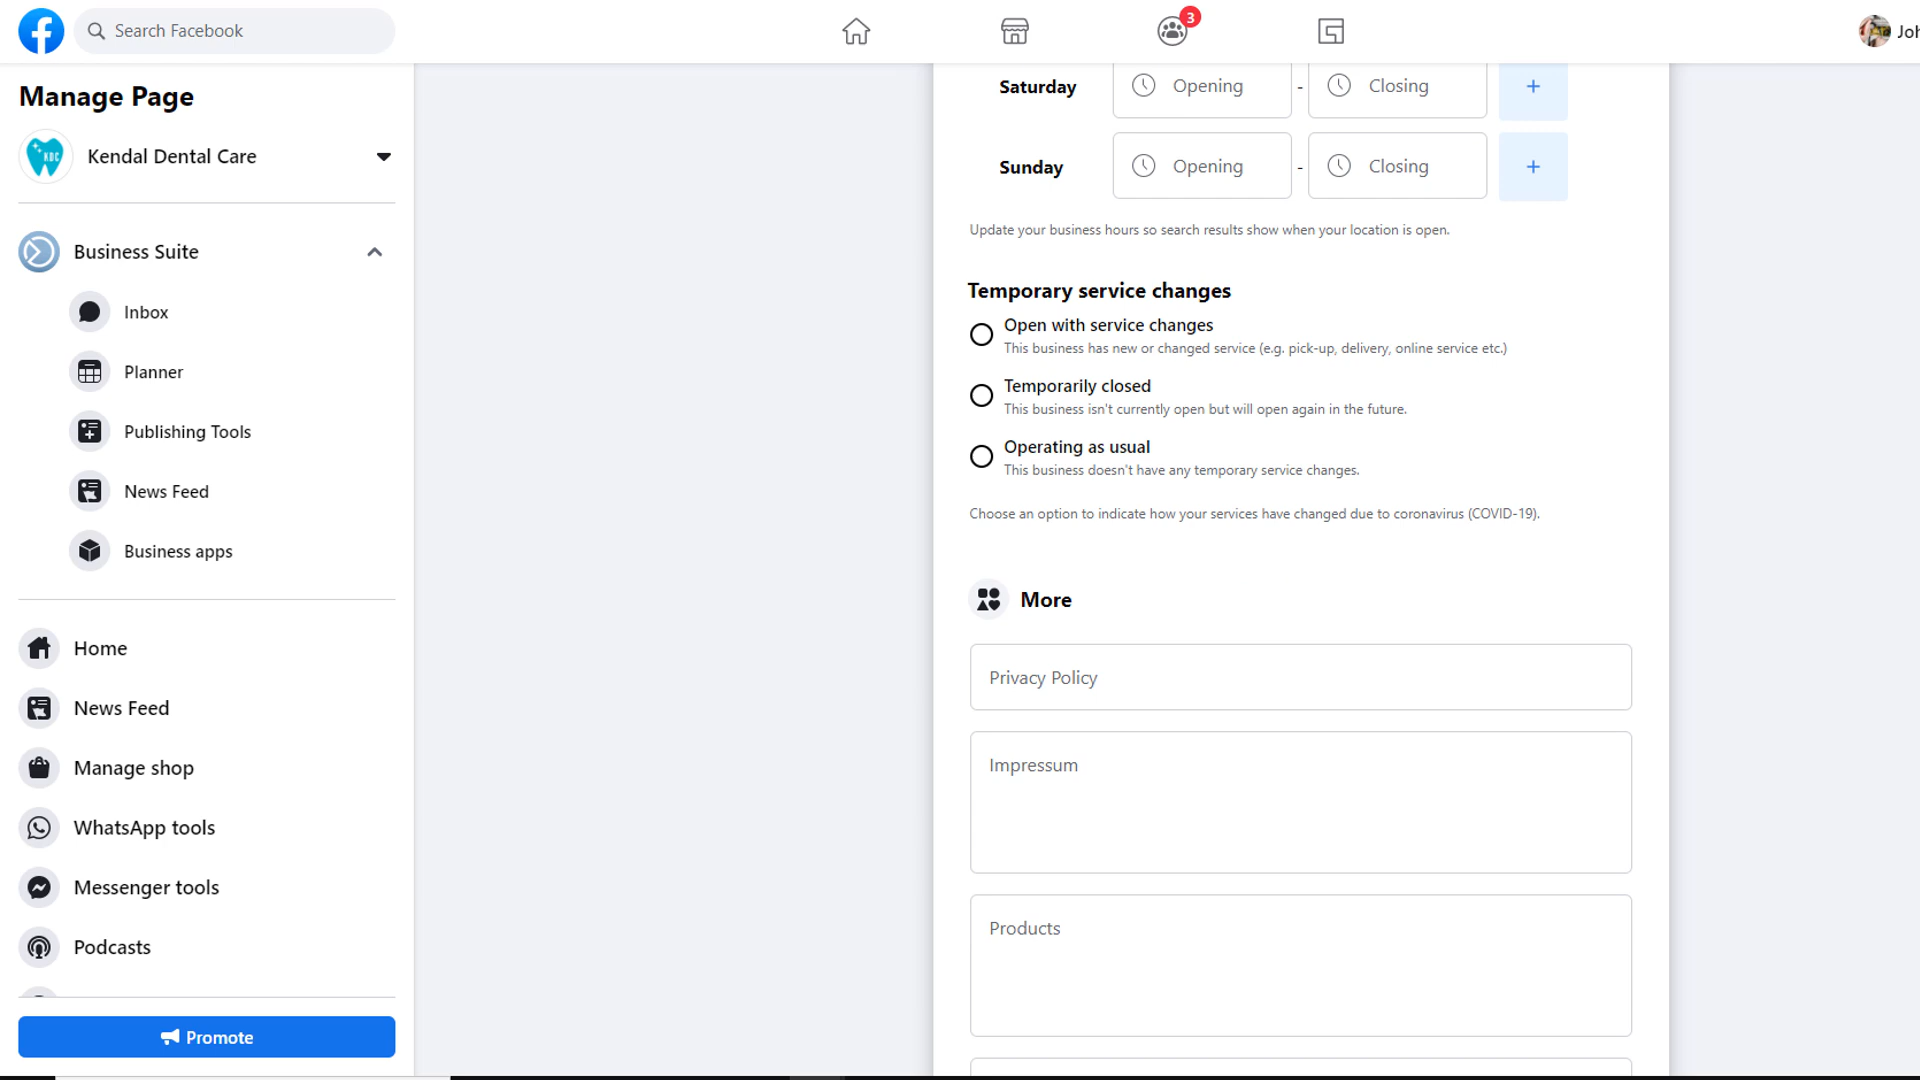 Search Facebook
3
Joh
Manage Page
KDC
Kendal Dental Care
Business Suite
Inbox
Planner
Publishing Tools
News Feed
Business apps
Home
News Feed
Manage shop
WhatsApp tools
Messenger tools
Podcasts
Promote
Saturday Opening - Closing +
Sunday Opening - Closing +
Update your business hours so search results show when your location is open.
Temporary service changes
Open with service changes
This business has new or changed service (e.g. pick-up, delivery, online service etc.)
Temporarily closed
This business isn't currently open but will open again in the future.
Operating as usual
This business doesn't have any temporary service changes.
Choose an option to indicate how your services have changed due to coronavirus (COVID-19).
More
Privacy Policy
Impressum
Products